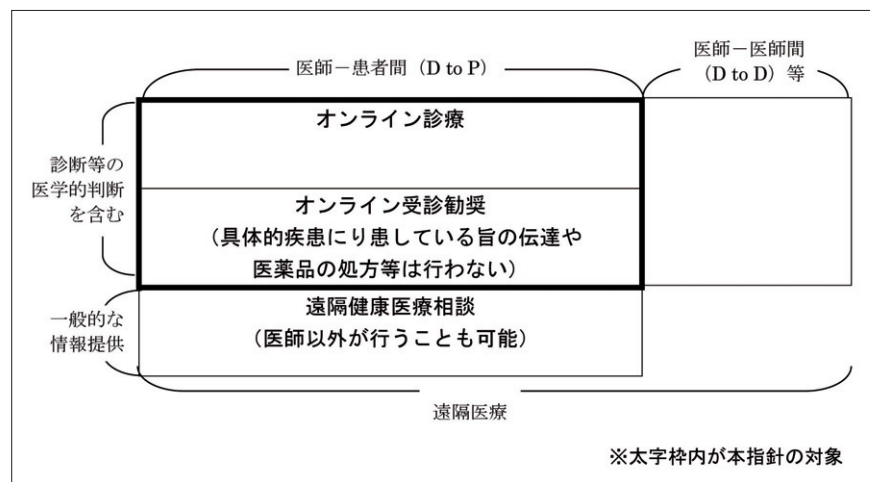 医師－患者間（D to P）
医師－医師間
（D to D）等
診断等の
医学的判断
を含む
オンライン診療
オンライン受診勧奨
（具体的疾患にり患している旨の伝達や
医薬品の処方等は行わない）
一般的な
情報提供
遠隔健康医療相談
（医師以外が行うことも可能）
遠隔医療
※太字枠内が本指針の対象